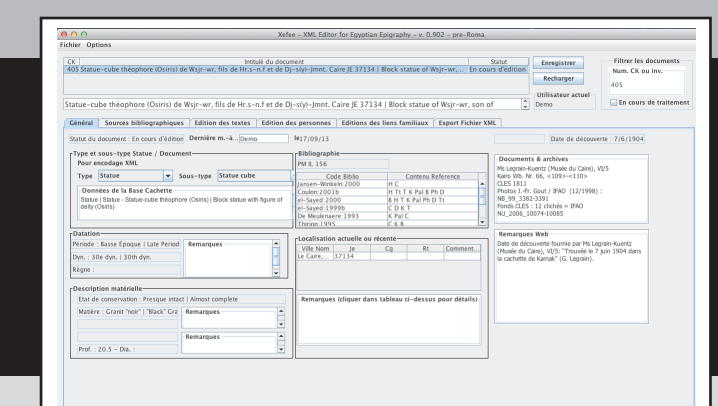 Xefee – XML Editor for Egyptian Epigraphy – v. 0.902 – pre-Roma
Fichier Options
CK Intitulé du document Statut
405 Statue-cube théophore (Osiris) de Wsjr-wr, fils de Hr.s-n.f et de Dj-s(y)-Jmnt. Caire JE 37134 | Block statue of Wsjr-wr,... En cours d'édition
Enregistrer
Recharger
Filtrer les documents
Num. CK ou inv.
405
Utilisateur actuel
Demo
En cours de traitement
Statue-cube théophore (Osiris) de Wsjr-wr, fils de Hr.s-n.f et de Dj-s(y)-Jmnt. Caire JE 37134 | Block statue of Wsjr-wr, son of
Général Sources bibliographiques Edition des textes Edition des personnes Editions des liens familiaux Export Fichier XML
Statut du document : En cours d'édition Dernière m.-à... Demo le 17/09/13 Date de découverte : 7/6/1904
Type et sous-type Statue / Document
Pour encodage XML
Type Statue Sous-type Statue cube
Données de la Base Cachette
Statue | Statue - Statue-cube théophore (Osiris) | Block statue with figure of
deity (Osiris)
Datation
Période : Basse Époque | Late Period
Dyn. : 30e dyn. | 30th dyn.
Règne :
Remarques
Description matérielle
Etat de conservation : Presque intact | Almost complete
Matière : Granit "noir" | "Black" Gra
Remarques
Remarques
Prof. : 20.5 – Dia. :
Bibliographie
PM II, 156
Code Biblio Contenu Reference
Jansen-Winkeln:2000 H C
Coulon:2001b H Tt T K Pal B Ph D
el-Sayed:2000 B H T K Pal Ph D Tt
el-Sayed:1999b C D K T
De Meulenaere:1993 K Pal C
Thirion:1995 C K B
Localisation actuelle ou récente
Ville Nom Je Cg Rt Comment...
Le Caire,... 37134
Remarques (cliquer dans tableau ci-dessus pour détails)
Documents & archives
Ms Legrain-Kuentz (Musée du Caire), VI/5
Kairo Wb. Nr. 66, <109>-<110>
CLES 1811
Photos J.-Fr. Gout / IFAO (12/1998) :
NB_99_3382-3391
Fonds CLES : 12 clichés = IFAO
NU_2006_10074-10085
Remarques Web
Date de découverte fournie par Ms Legrain-Kuentz
(Musée du Caire), VI/5: "Trouvée le 7 juin 1904 dans
la cachette de Karnak" (G. Legrain).